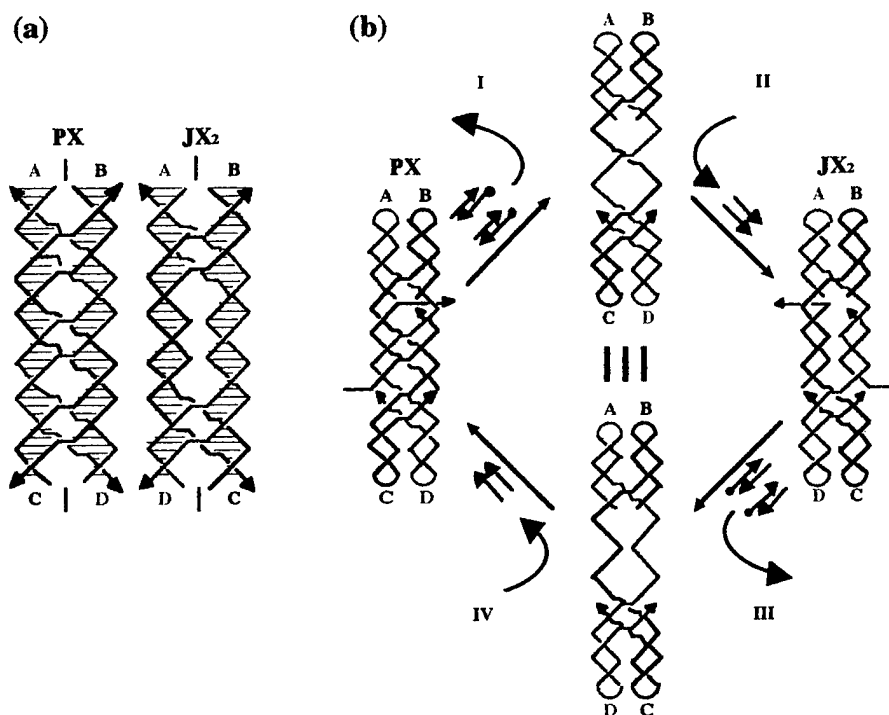 (a)
(b)
A B
I II
PX JX₂
A B A B
C D D C
PX
A B
C D
JX₂
A B
D C
A B
IV III
D C